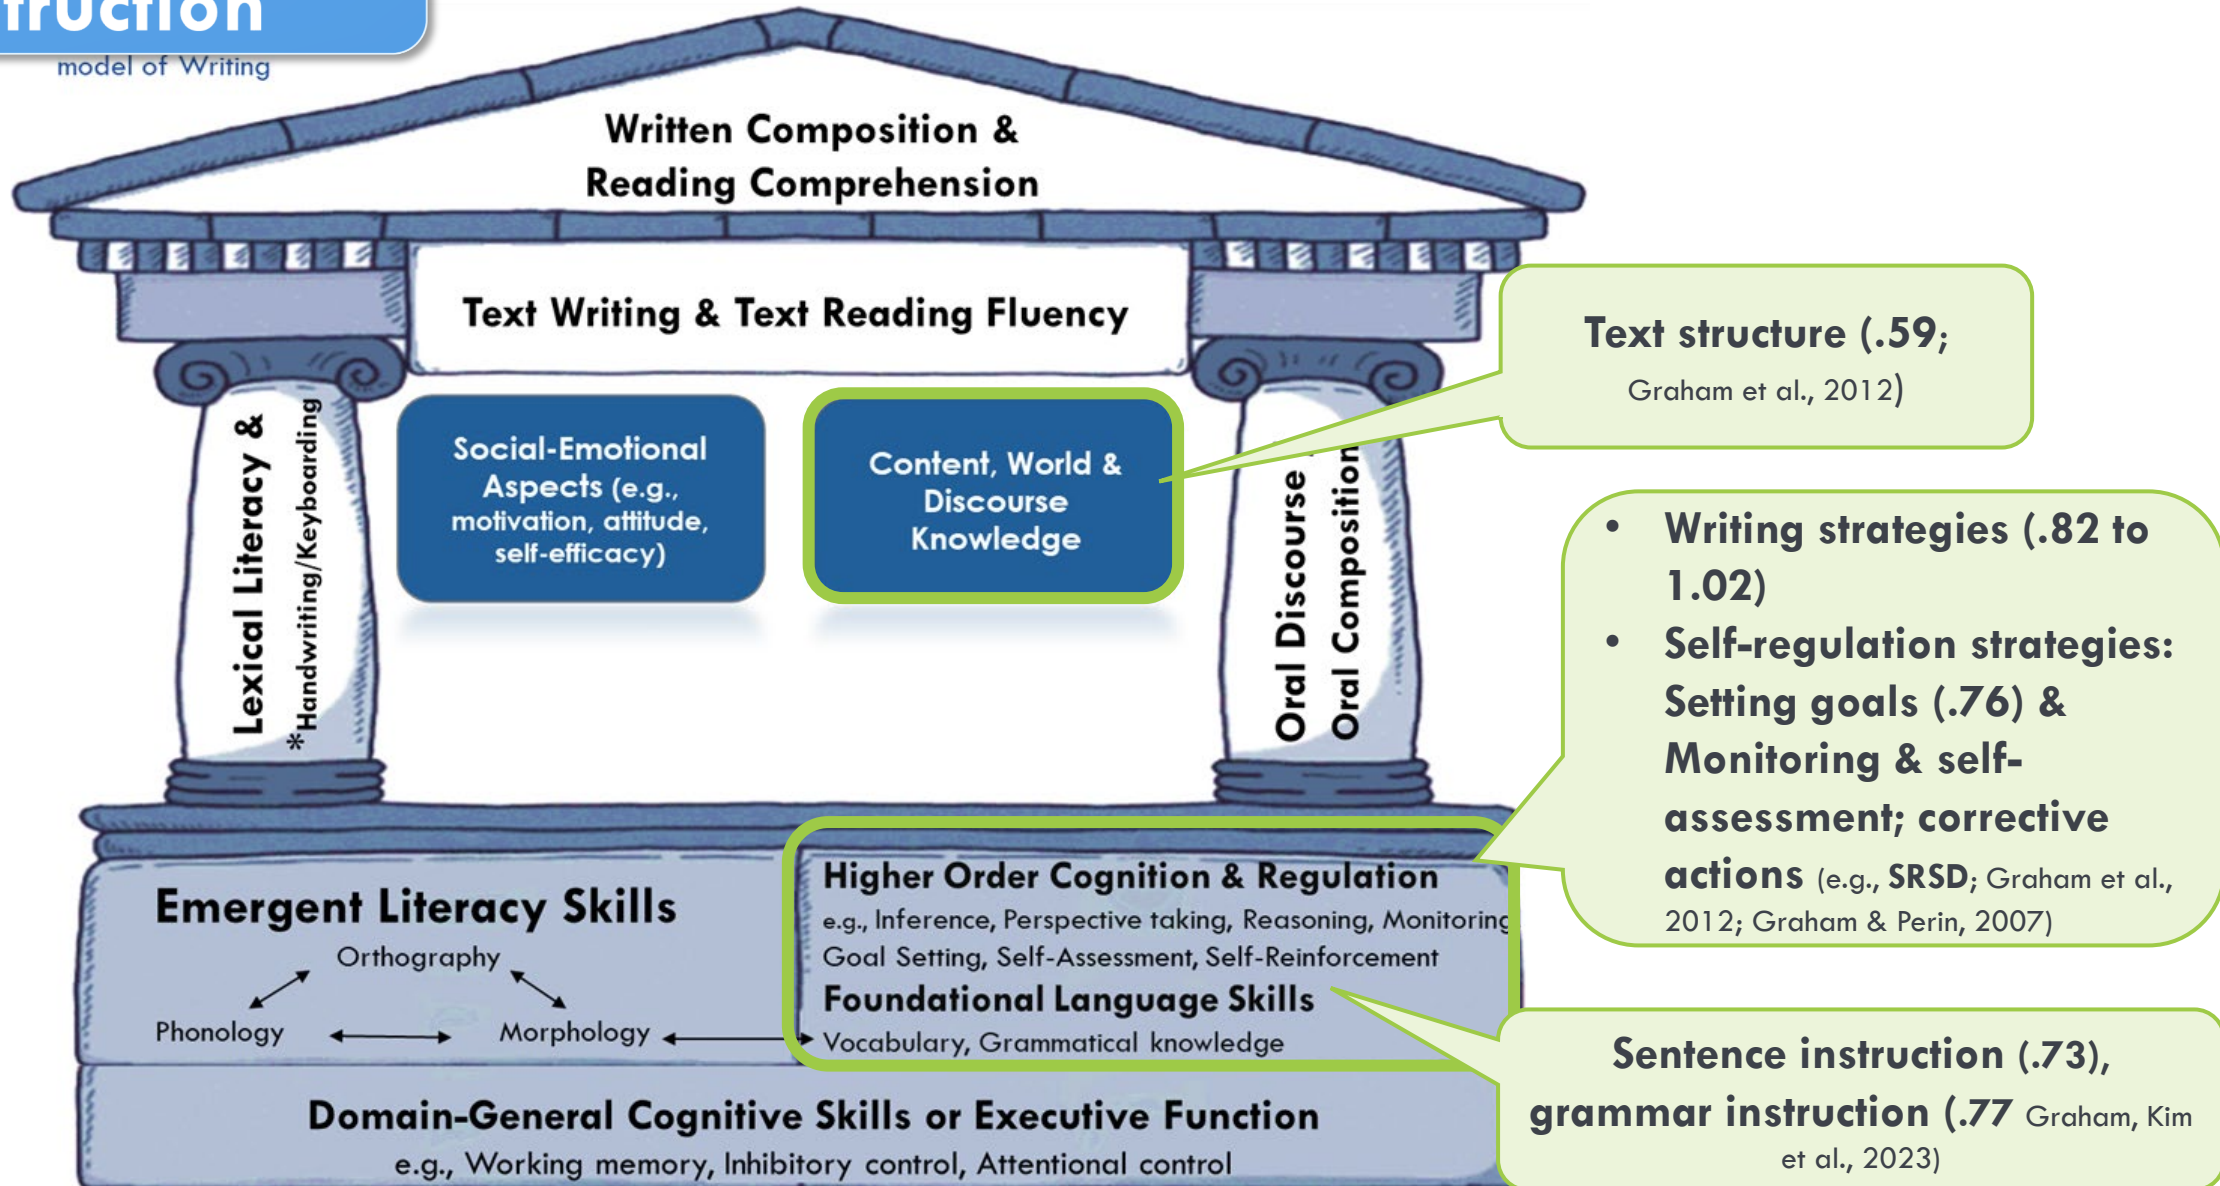 truction
model of Writing
Written Composition &
Reading Comprehension
Text Writing & Text Reading Fluency
Lexical Literacy &
*Handwriting/Keyboarding
Social-Emotional
Aspects (e.g.,
motivation, attitude,
self-efficacy)
Content, World &
Discourse
Knowledge
Oral Discourse
Oral Composition
Text structure (.59;
Graham et al., 2012)
• Writing strategies (.82 to
1.02)
• Self-regulation strategies:
Setting goals (.76) &
Monitoring & self-
assessment; corrective
actions (e.g., SRSD; Graham et al.,
2012; Graham & Perin, 2007)
Emergent Literacy Skills
Orthography
Phonology
Morphology
Higher Order Cognition & Regulation
e.g., Inference, Perspective taking, Reasoning, Monitoring
Goal Setting, Self-Assessment, Self-Reinforcement
Foundational Language Skills
Vocabulary, Grammatical knowledge
Sentence instruction (.73),
grammar instruction (.77 Graham, Kim
et al., 2023)
Domain-General Cognitive Skills or Executive Function
e.g., Working memory, Inhibitory control, Attentional control